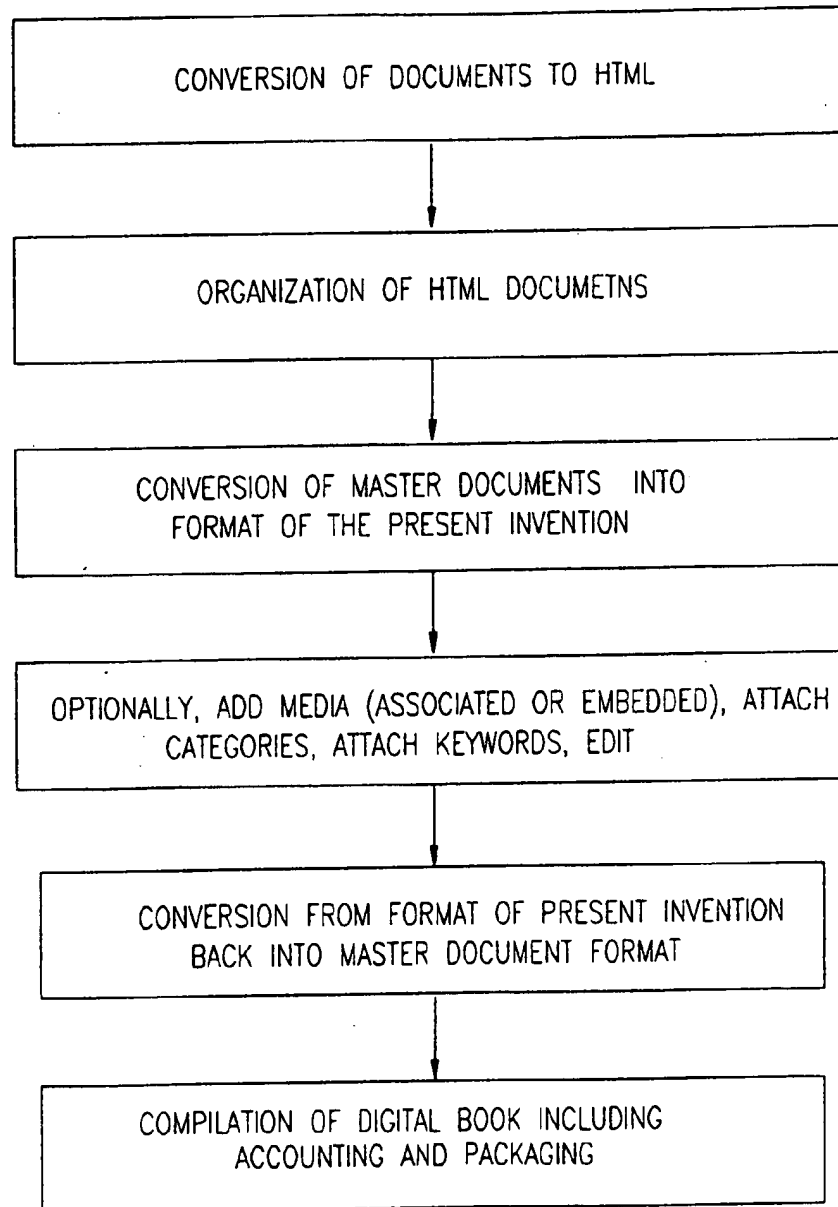 CONVERSION OF DOCUMENTS TO HTML
ORGANIZATION OF HTML DOCUMETNS
CONVERSION OF MASTER DOCUMENTS INTO
FORMAT OF THE PRESENT INVENTION
OPTIONALLY, ADD MEDIA (ASSOCIATED OR EMBEDDED), ATTACH
CATEGORIES, ATTACH KEYWORDS, EDIT
CONVERSION FROM FORMAT OF PRESENT INVENTION
BACK INTO MASTER DOCUMENT FORMAT
COMPILATION OF DIGITAL BOOK INCLUDING
ACCOUNTING AND PACKAGING